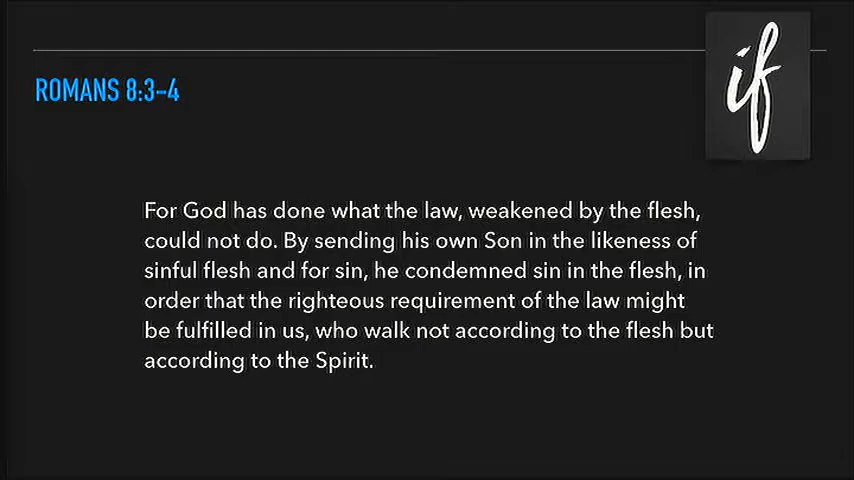 if
ROMANS 8:3–4
For God has done what the law, weakened by the flesh,
could not do. By sending his own Son in the likeness of
sinful flesh and for sin, he condemned sin in the flesh, in
order that the righteous requirement of the law might
be fulfilled in us, who walk not according to the flesh but
according to the Spirit.